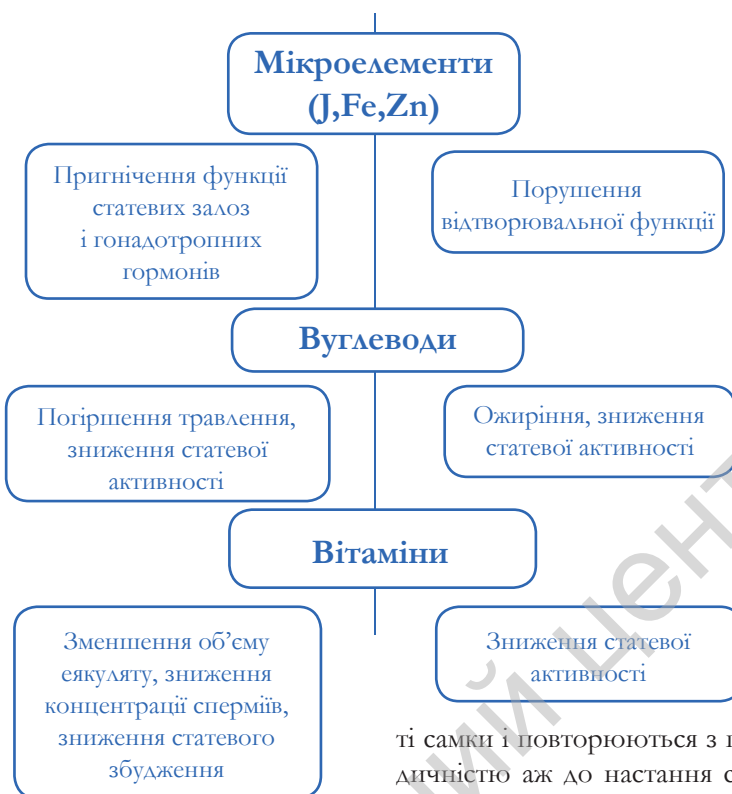 Мікроелементи
(J,Fe,Zn)
Пригнічення функції
статевих залоз
і гонадотропних
гормонів
Порушення
відтворювальної функції
Вуглеводи
Погіршення травлення,
зниження статевої
активності
Ожиріння, зниження
статевої активності
Вітаміни
Зменшення об’єму
еякуляту, зниження
концентрації сперміїв,
зниження статевого
збудження
Зниження статевої
активності
ті самки і повторюються з
дичністю аж до настання